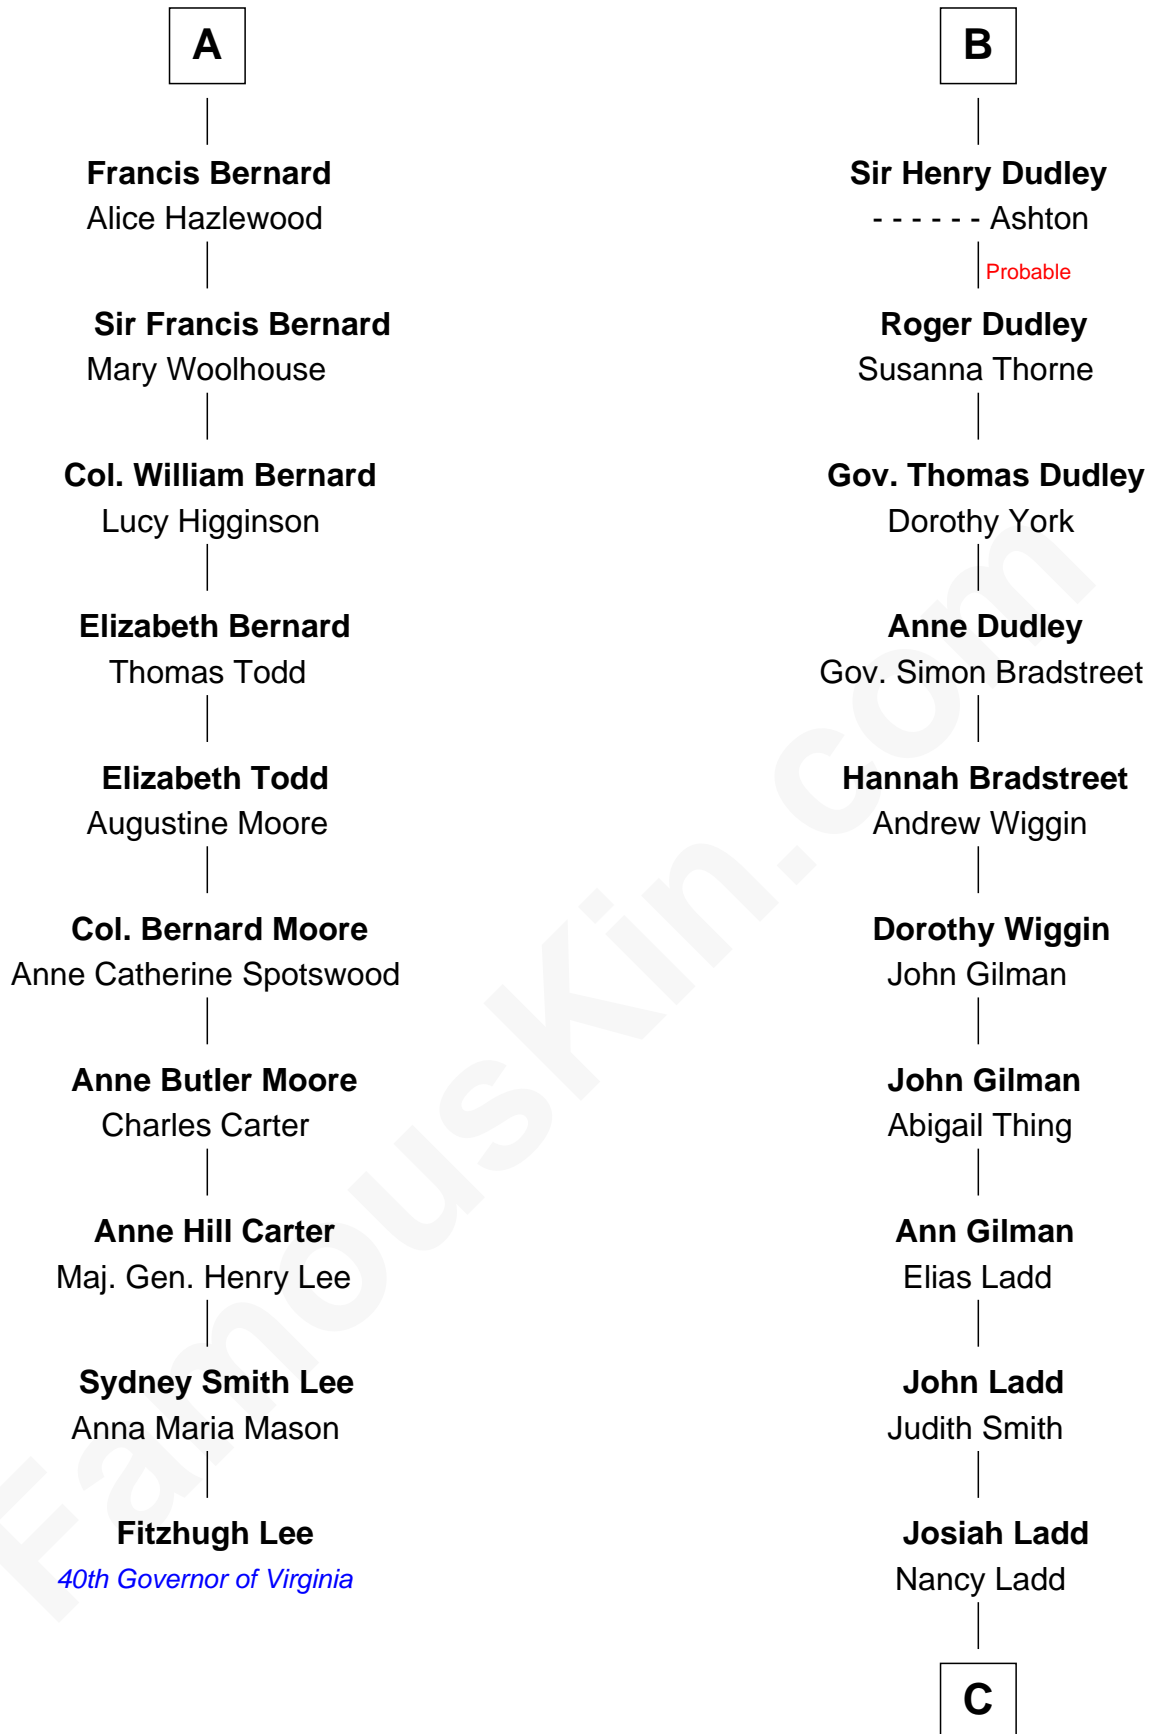 A
Francis Bernard
Alice Hazlewood
Sir Francis Bernard
Mary Woolhouse
Col. William Bernard
Lucy Higginson
Elizabeth Bernard
Thomas Todd
Elizabeth Todd
Augustine Moore
Col. Bernard Moore
Anne Catherine Spotswood
Anne Butler Moore
Charles Carter
Anne Hill Carter
Maj. Gen. Henry Lee
Sydney Smith Lee
Anna Maria Mason
Fitzhugh Lee
40th Governor of Virginia
B
Sir Henry Dudley
- - - - - - Ashton
Probable
Roger Dudley
Susanna Thorne
Gov. Thomas Dudley
Dorothy York
Anne Dudley
Gov. Simon Bradstreet
Hannah Bradstreet
Andrew Wiggin
Dorothy Wiggin
John Gilman
John Gilman
Abigail Thing
Ann Gilman
Elias Ladd
John Ladd
Judith Smith
Josiah Ladd
Nancy Ladd
C
FamousKin.com